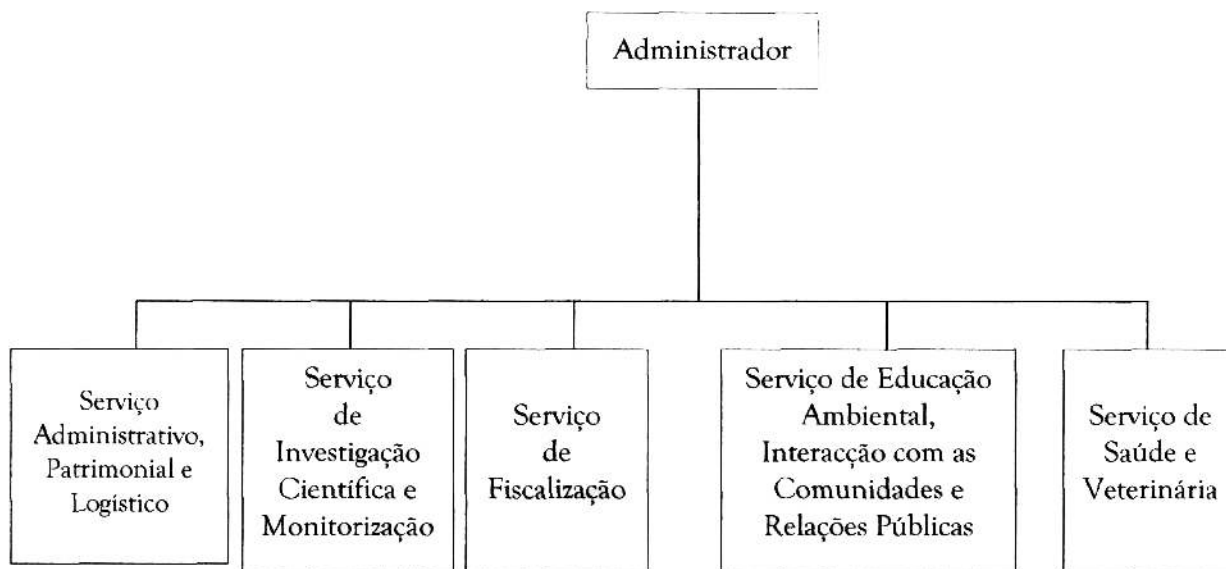 Administrador
Serviço
Administrativo,
Patrimonial e
Logístico
Serviço
de
Investigação
Científica e
Monitorização
Serviço
de
Fiscalização
Serviço de Educação
Ambiental,
Interacção com as
Comunidades e
Relações Públicas
Serviço de
Saúde e
Veterinária